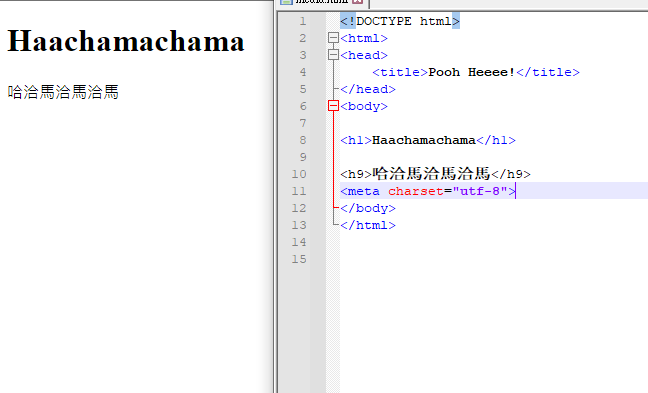 Haachamachama
哈洽馬洽馬洽馬
1 <!DOCTYPE html>
2 <html>
3 <head>
4 <title>Pooh Heeee!</title>
5 </head>
6 <body>
7
8 <h1>Haachamachama</h1>
9
10 <h9>哈洽馬洽馬洽馬</h9>
11 <meta charset="utf-8">
12 </body>
13 </html>
14
15